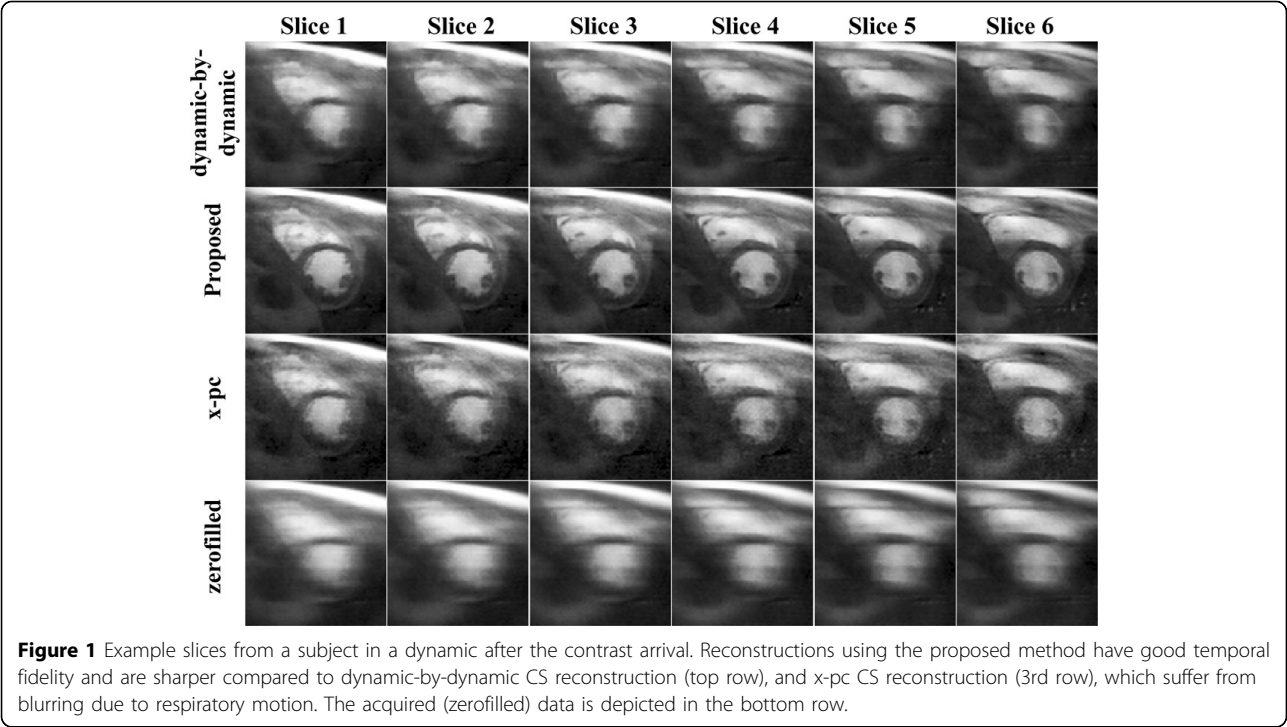 Slice 1 Slice 2 Slice 3 Slice 4 Slice 5 Slice 6
dynamic-by-
dynamic
Proposed
x-pc
zerofilled
Figure 1 Example slices from a subject in a dynamic after the contrast arrival. Reconstructions using the proposed method have good temporal
fidelity and are sharper compared to dynamic-by-dynamic CS reconstruction (top row), and x-pc CS reconstruction (3rd row), which suffer from
blurring due to respiratory motion. The acquired (zerofilled) data is depicted in the bottom row.